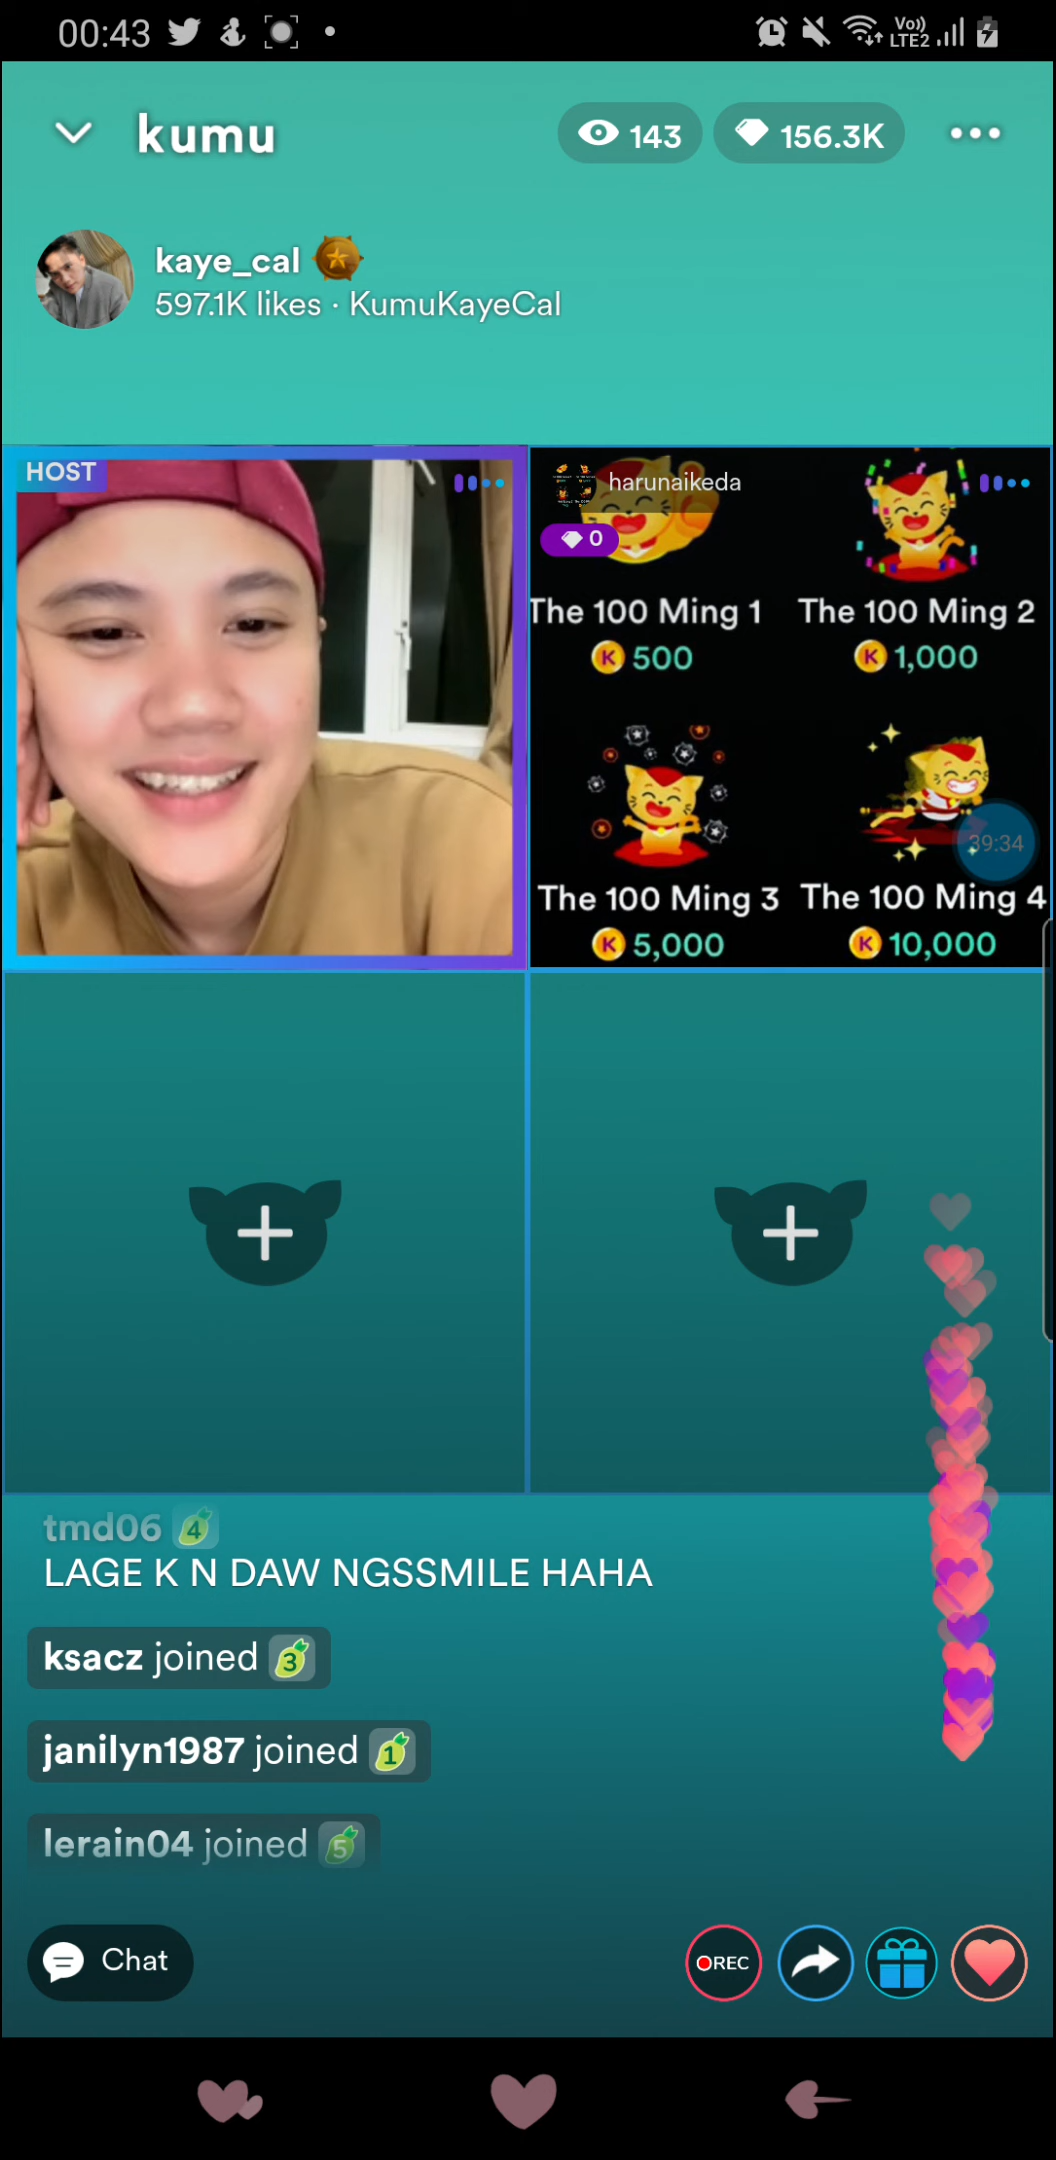 00:43
Vo)) LTE2
kumu
143
156.3K
kaye_cal
597.1K likes · KumuKayeCal
HOST
harunaikeda
0
The 100 Ming 1
The 100 Ming 2
K 500
K 1,000
39:34
The 100 Ming 3
The 100 Ming 4
K 5,000
K 10,000
tmd06 4
LAGE K N DAW NGSSMILE HAHA
ksacz joined 3
janilyn1987 joined 1
lerain04 joined 5
Chat
REC